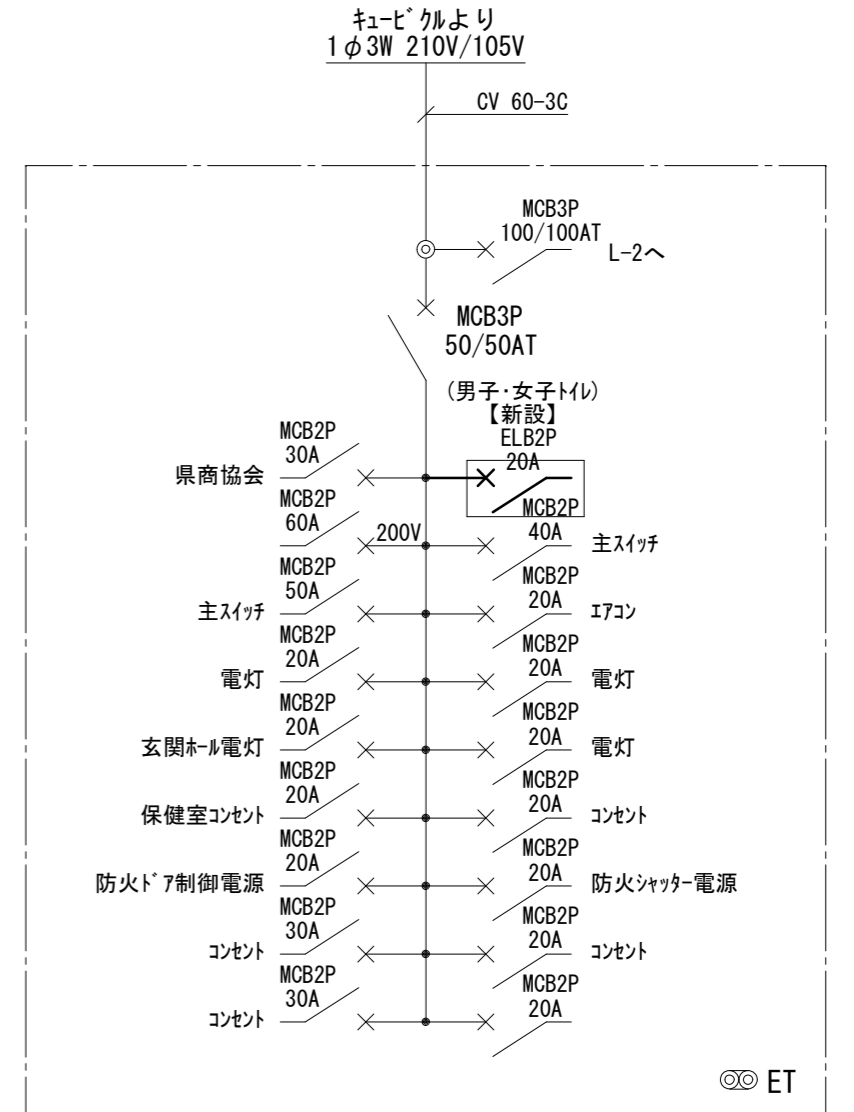 ｷｭｰﾋﾞｸﾙより
1φ3W 210V/105V
CV 60-3C
MCB3P
100/100AT
L-2へ
MCB3P
50/50AT
(男子・女子ﾄｲﾚ)
【新設】
ELB2P
20A
MCB2P
30A
県商協会
MCB2P
60A
200V
MCB2P
40A
主ｽｲｯﾁ
MCB2P
50A
主ｽｲｯﾁ
MCB2P
20A
ｴｱｺﾝ
MCB2P
20A
電灯
MCB2P
20A
電灯
MCB2P
20A
玄関ﾎｰﾙ電灯
MCB2P
20A
電灯
MCB2P
20A
保健室ｺﾝｾﾝﾄ
MCB2P
20A
ｺﾝｾﾝﾄ
MCB2P
20A
防火ﾄﾞｱ制御電源
MCB2P
20A
防火ｼｬｯﾀｰ電源
MCB2P
30A
ｺﾝｾﾝﾄ
MCB2P
20A
ｺﾝｾﾝﾄ
MCB2P
30A
ｺﾝｾﾝﾄ
MCB2P
20A
ET